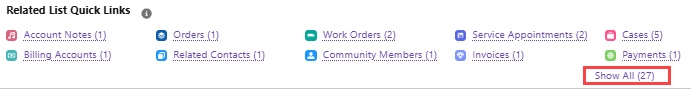 Related List Quick Links
Account Notes (1) Orders (1) Work Orders (2) Service Appointments (2) Cases (5)
Billing Accounts (1) Related Contacts (1) Community Members (1) Invoices (1) Payments (1)
Show All (27)